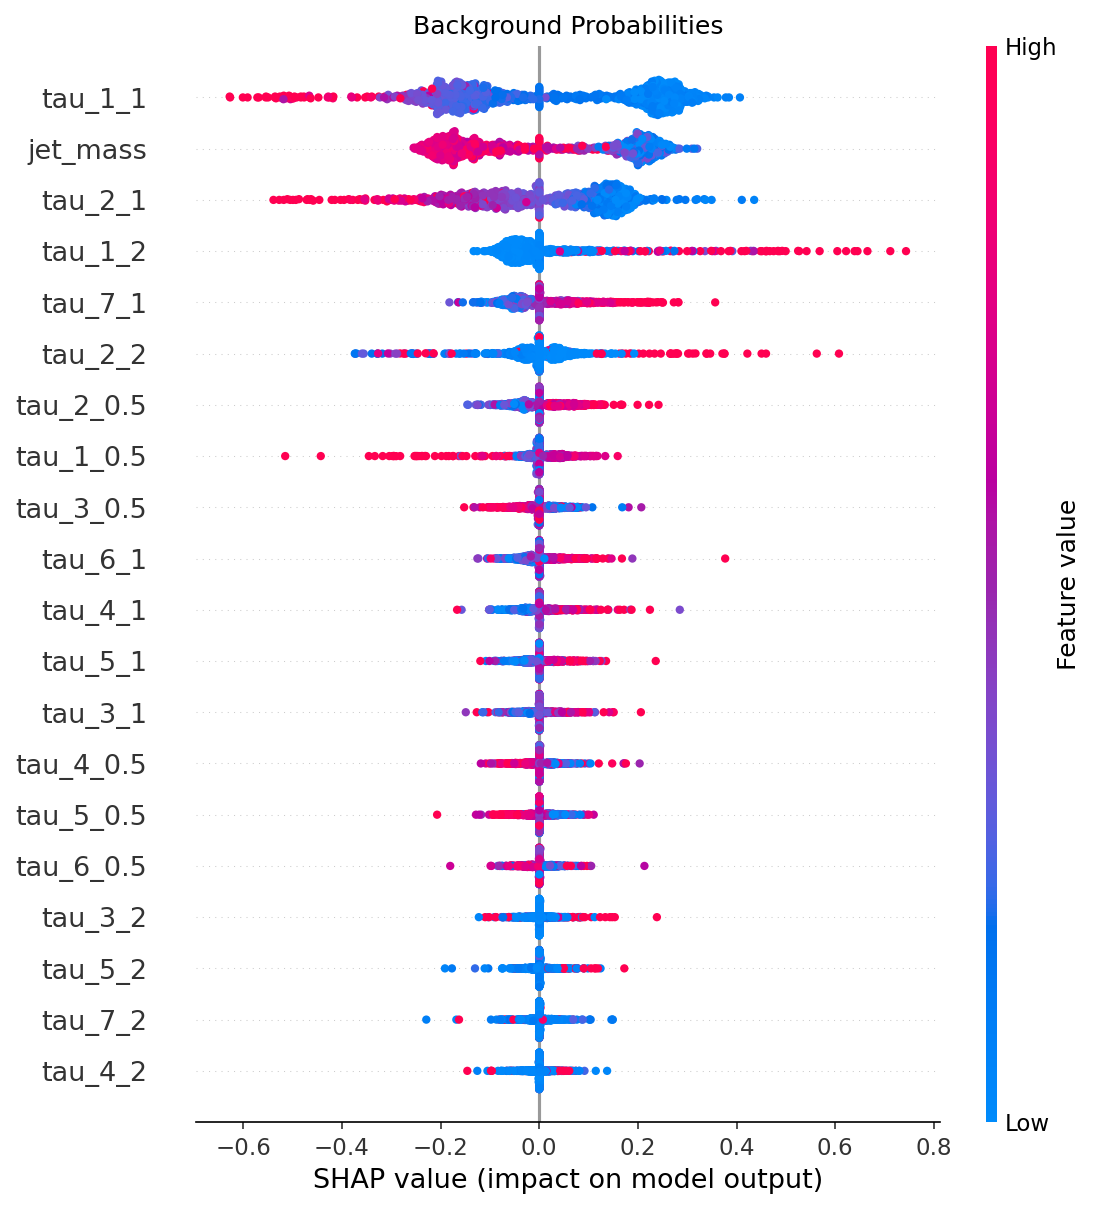 Background Probabilities
High
tau_1_1
jet_mass
tau_2_1
tau_1_2
tau_7_1
tau_2_2
tau_2_0.5
tau_1_0.5
tau_3_0.5
tau_6_1
tau_4_1
tau_5_1
tau_3_1
tau_4_0.5
tau_5_0.5
tau_6_0.5
tau_3_2
tau_5_2
tau_7_2
tau_4_2
Feature value
Low
−0.6 −0.4 −0.2 0.0 0.2 0.4 0.6 0.8
SHAP value (impact on model output)